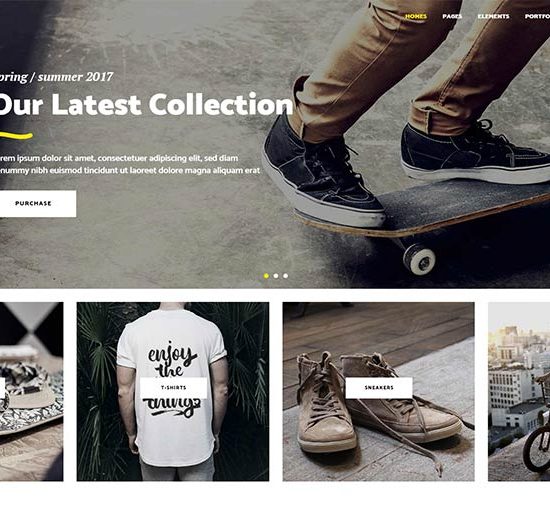 HOMES PAGES ELEMENTS PORTFO
pring / summer 2017
Our Latest Collection
rem ipsum dolor sit amet, consectetuer adipiscing elit, sed diam
nummy nibh euismod tincidunt ut laoreet dolore magna aliquam erat
PURCHASE
enjoy
the
things
T-SHIRTS
SNEAKERS